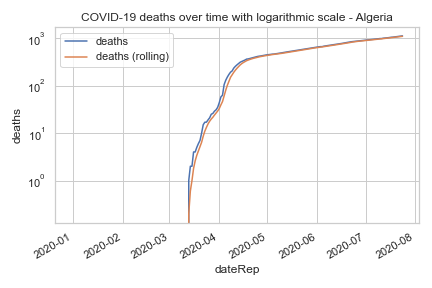 COVID-19 deaths over time with logarithmic scale - Algeria
deaths
deaths (rolling)
10³
10²
10¹
10⁰
deaths
2020-01
2020-02
2020-03
2020-04
2020-05
2020-06
2020-07
2020-08
dateRep